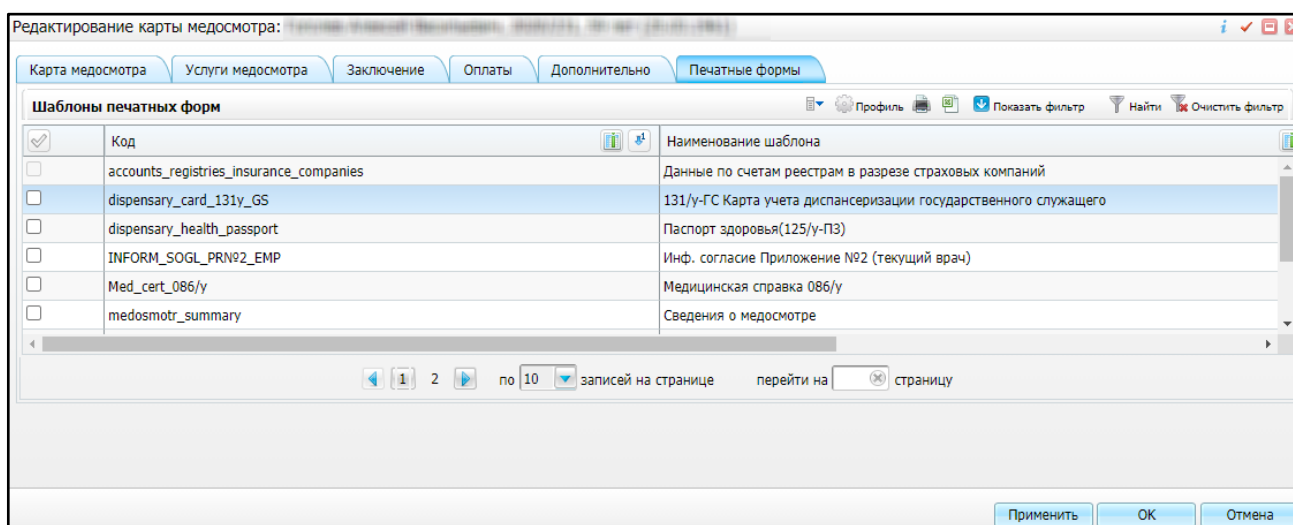 Редактирование карты медосмотра:
Карта медосмотра Услуги медосмотра Заключение Оплаты Дополнительно Печатные формы
Шаблоны печатных форм Профиль Показать фильтр Найти Очистить фильтр
Код 1 Наименование шаблона
accounts_registries_insurance_companies Данные по счетам реестрам в разрезе страховых компаний
dispensary_card_131y_GS 131/у-ГС Карта учета диспансеризации государственного служащего
dispensary_health_passport Паспорт здоровья(125/у-ПЗ)
INFORM_SOGL_PRNº2_EMP Инф. согласие Приложение №2 (текущий врач)
Med_cert_086/y Медицинская справка 086/у
medosmotr_summary Сведения о медосмотре
1 2 по 10 записей на странице перейти на страницу
Применить ОК Отмена